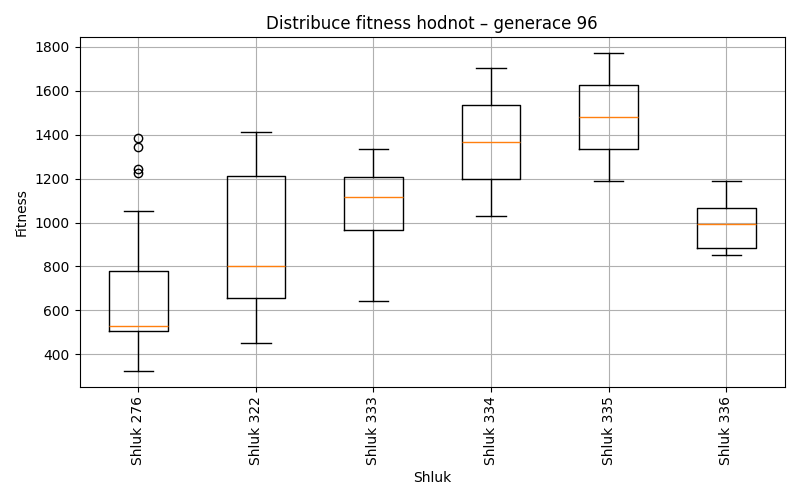 Distribuce fitness hodnot – generace 96
Fitness
1800
1600
1400
1200
1000
800
600
400
Shluk 276
Shluk 322
Shluk 333
Shluk 334
Shluk 335
Shluk 336
Shluk